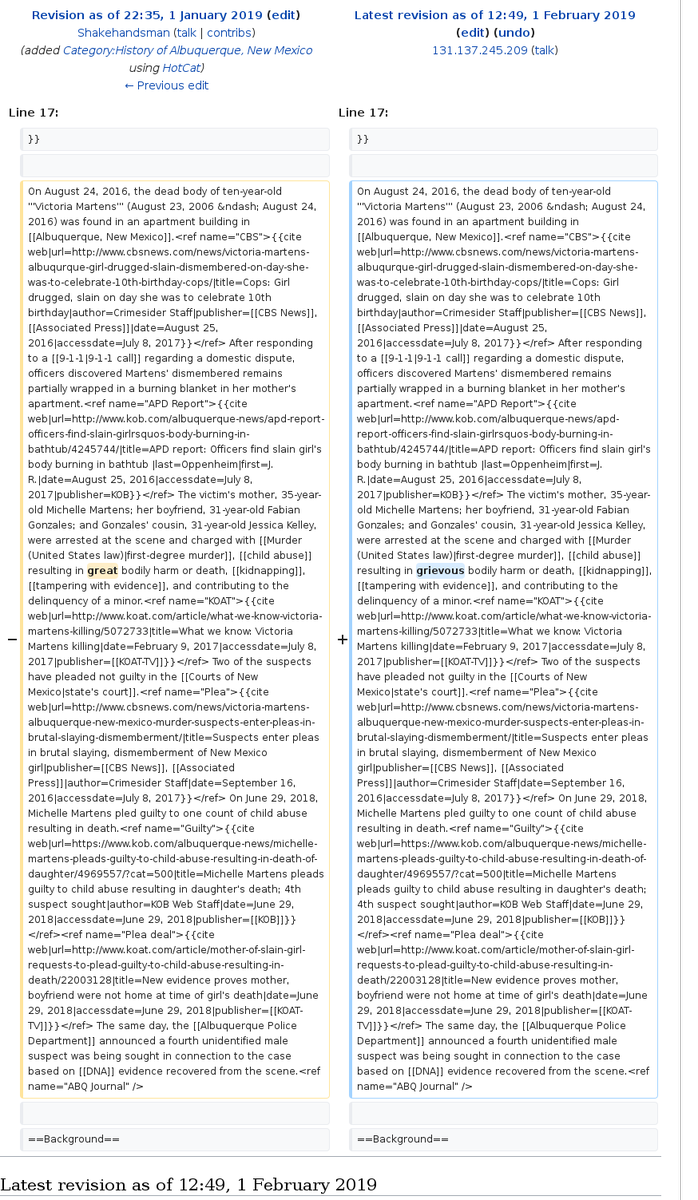 Revision as of 22:35, 1 January 2019 (edit)
Shakehandsman (talk | contribs)
(added Category:History of Albuquerque, New Mexico
using HotCat)
← Previous edit
Latest revision as of 12:49, 1 February 2019
(edit) (undo)
131.137.245.209 (talk)
Line 17:
Line 17:
}}
}}
−
On August 24, 2016, the dead body of ten-year-old
'''Victoria Martens''' (August 23, 2006 &ndash; August 24,
2016) was found in an apartment building in
[[Albuquerque, New Mexico]].<ref name="CBS">{{cite
web|url=http://www.cbsnews.com/news/victoria-martens-
albuqurque-girl-drugged-slain-dismembered-on-day-she-
was-to-celebrate-10th-birthday-cops/|title=Cops: Girl
drugged, slain on day she was to celebrate 10th
birthday|author=Crimesider Staff|publisher=[[CBS News]],
[[Associated Press]]|date=August 25,
2016|accessdate=July 8, 2017}}</ref> After responding
to a [[9-1-1|9-1-1 call]] regarding a domestic dispute,
officers discovered Martens' dismembered remains
partially wrapped in a burning blanket in her mother's
apartment.<ref name="APD Report">{{cite
web|url=http://www.kob.com/albuquerque-news/apd-report-
officers-find-slain-girlrsquos-body-burning-in-
bathtub/4245744/|title=APD report: Officers find slain girl's
body burning in bathtub |last=Oppenheim|first=J.
R.|date=August 25, 2016|accessdate=July 8,
2017|publisher=KOB}}</ref> The victim's mother, 35-year-
old Michelle Martens; her boyfriend, 31-year-old Fabian
Gonzales; and Gonzales' cousin, 31-year-old Jessica Kelley,
were arrested at the scene and charged with [[Murder
(United States law)|first-degree murder]], [[child abuse]]
resulting in great bodily harm or death, [[kidnapping]],
[[tampering with evidence]], and contributing to the
delinquency of a minor.<ref name="KOAT">{{cite
web|url=http://www.koat.com/article/what-we-know-victoria-
martens-killing/5072733|title=What we know: Victoria
Martens killing|date=February 9, 2017|accessdate=July 8,
2017|publisher=[[KOAT-TV]]}}</ref> Two of the suspects
have pleaded not guilty in the [[Courts of New
Mexico|state's court]].<ref name="Plea">{{cite
web|url=http://www.cbsnews.com/news/victoria-martens-
albuquerque-new-mexico-murder-suspects-enter-pleas-in-
brutal-slaying-dismemberment/|title=Suspects enter pleas
in brutal slaying, dismemberment of New Mexico
girl|publisher=[[CBS News]], [[Associated
Press]]|author=Crimesider Staff|date=September 16,
2016|accessdate=July 8, 2017}}</ref> On June 29, 2018,
Michelle Martens pled guilty to one count of child abuse
resulting in death.<ref name="Guilty">{{cite
web|url=https://www.kob.com/albuquerque-news/michelle-
martens-pleads-guilty-to-child-abuse-resulting-in-death-of-
daughter/4969557/?cat=500|title=Michelle Martens pleads
guilty to child abuse resulting in daughter's death; 4th
suspect sought|author=KOB Web Staff|date=June 29,
2018|accessdate=June 29, 2018|publisher=[[KOB]]}}
</ref><ref name="Plea deal">{{cite
web|url=http://www.koat.com/article/mother-of-slain-girl-
requests-to-plead-guilty-to-child-abuse-resulting-in-
death/22003128|title=New evidence proves mother,
boyfriend were not home at time of girl's death|date=June
29, 2018|accessdate=June 29, 2018|publisher=[[KOAT-
TV]]}}</ref> The same day, the [[Albuquerque Police
Department]] announced a fourth unidentified male
suspect was being sought in connection to the case
based on [[DNA]] evidence recovered from the scene.<ref
name="ABQ Journal" />
+
On August 24, 2016, the dead body of ten-year-old
'''Victoria Martens''' (August 23, 2006 &ndash; August 24,
2016) was found in an apartment building in
[[Albuquerque, New Mexico]].<ref name="CBS">{{cite
web|url=http://www.cbsnews.com/news/victoria-martens-
albuqurque-girl-drugged-slain-dismembered-on-day-she-
was-to-celebrate-10th-birthday-cops/|title=Cops: Girl
drugged, slain on day she was to celebrate 10th
birthday|author=Crimesider Staff|publisher=[[CBS News]],
[[Associated Press]]|date=August 25,
2016|accessdate=July 8, 2017}}</ref> After responding
to a [[9-1-1|9-1-1 call]] regarding a domestic dispute,
officers discovered Martens' dismembered remains
partially wrapped in a burning blanket in her mother's
apartment.<ref name="APD Report">{{cite
web|url=http://www.kob.com/albuquerque-news/apd-
report-officers-find-slain-girlrsquos-body-burning-in-
bathtub/4245744/|title=APD report: Officers find slain girl's
body burning in bathtub |last=Oppenheim|first=J.
R.|date=August 25, 2016|accessdate=July 8,
2017|publisher=KOB}}</ref> The victim's mother, 35-year-
old Michelle Martens; her boyfriend, 31-year-old Fabian
Gonzales; and Gonzales' cousin, 31-year-old Jessica Kelley,
were arrested at the scene and charged with [[Murder
(United States law)|first-degree murder]], [[child abuse]]
resulting in grievous bodily harm or death, [[kidnapping]],
[[tampering with evidence]], and contributing to the
delinquency of a minor.<ref name="KOAT">{{cite
web|url=http://www.koat.com/article/what-we-know-victoria-
martens-killing/5072733|title=What we know: Victoria
Martens killing|date=February 9, 2017|accessdate=July 8,
2017|publisher=[[KOAT-TV]]}}</ref> Two of the suspects
have pleaded not guilty in the [[Courts of New
Mexico|state's court]].<ref name="Plea">{{cite
web|url=http://www.cbsnews.com/news/victoria-martens-
albuquerque-new-mexico-murder-suspects-enter-pleas-in-
brutal-slaying-dismemberment/|title=Suspects enter pleas
in brutal slaying, dismemberment of New Mexico
girl|publisher=[[CBS News]], [[Associated
Press]]|author=Crimesider Staff|date=September 16,
2016|accessdate=July 8, 2017}}</ref> On June 29, 2018,
Michelle Martens pled guilty to one count of child abuse
resulting in death.<ref name="Guilty">{{cite
web|url=https://www.kob.com/albuquerque-news/michelle-
martens-pleads-guilty-to-child-abuse-resulting-in-death-of-
daughter/4969557/?cat=500|title=Michelle Martens
pleads guilty to child abuse resulting in daughter's death;
4th suspect sought|author=KOB Web Staff|date=June 29,
2018|accessdate=June 29, 2018|publisher=[[KOB]]}}
</ref><ref name="Plea deal">{{cite
web|url=http://www.koat.com/article/mother-of-slain-girl-
requests-to-plead-guilty-to-child-abuse-resulting-in-
death/22003128|title=New evidence proves mother,
boyfriend were not home at time of girl's death|date=June
29, 2018|accessdate=June 29, 2018|publisher=[[KOAT-
TV]]}}</ref> The same day, the [[Albuquerque Police
Department]] announced a fourth unidentified male
suspect was being sought in connection to the case
based on [[DNA]] evidence recovered from the scene.<ref
name="ABQ Journal" />
==Background==
==Background==
Latest revision as of 12:49, 1 February 2019